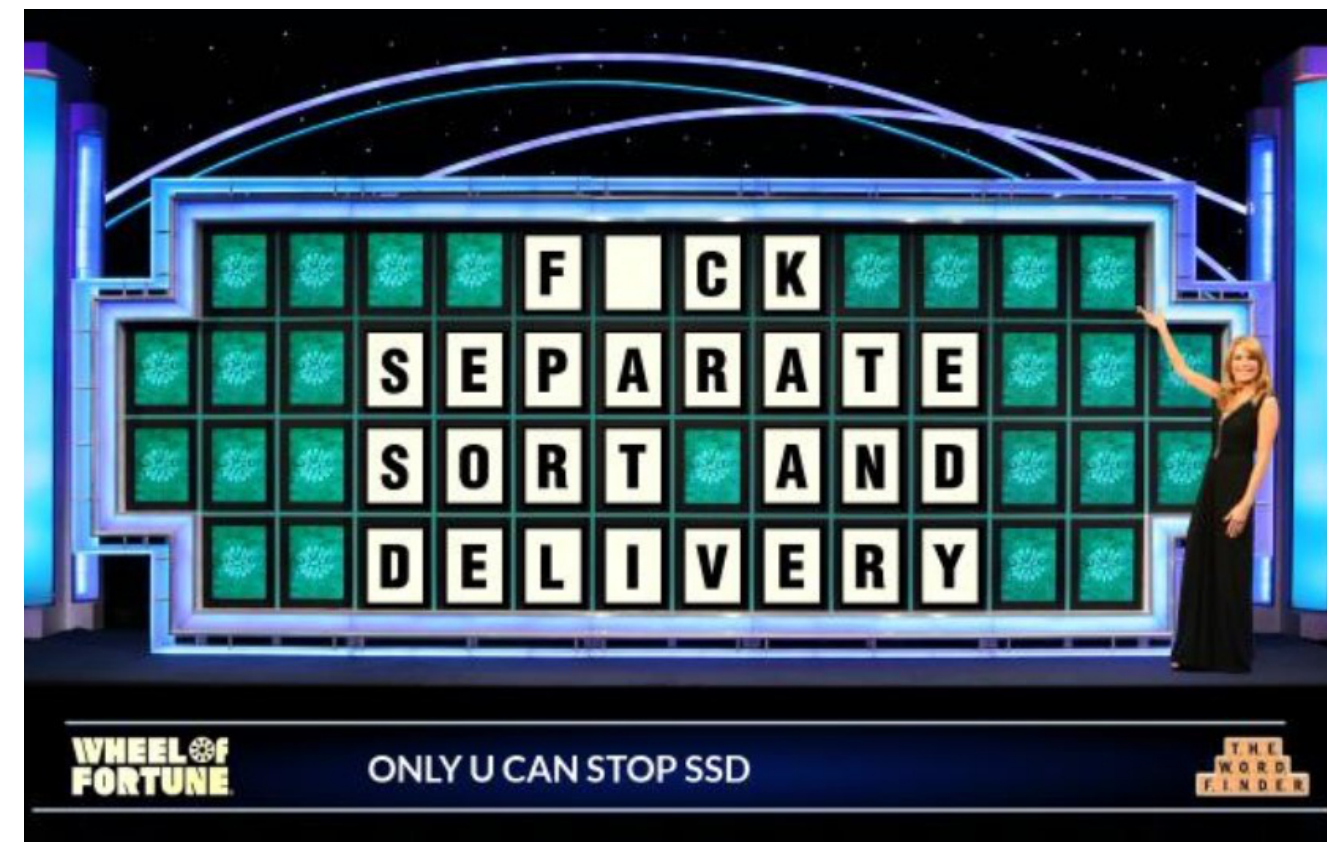 F CK
SEPARATE
SORT AND
DELIVERY
WHEEL OF
FORTUNE
ONLY U CAN STOP SSD
THE
WORD
FINDER